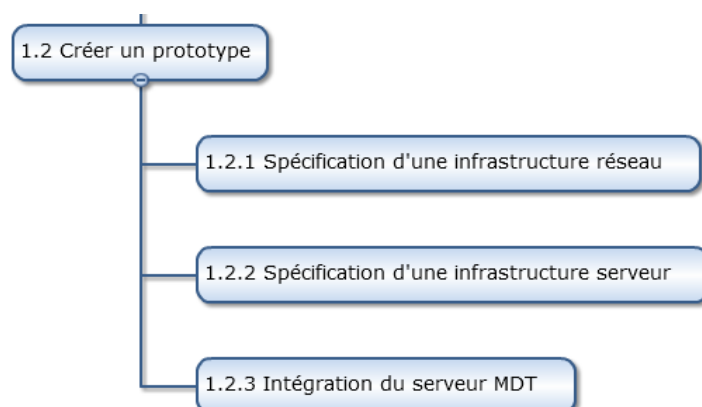 1.2 Créer un prototype
1.2.1 Spécification d'une infrastructure réseau
1.2.2 Spécification d'une infrastructure serveur
1.2.3 Intégration du serveur MDT